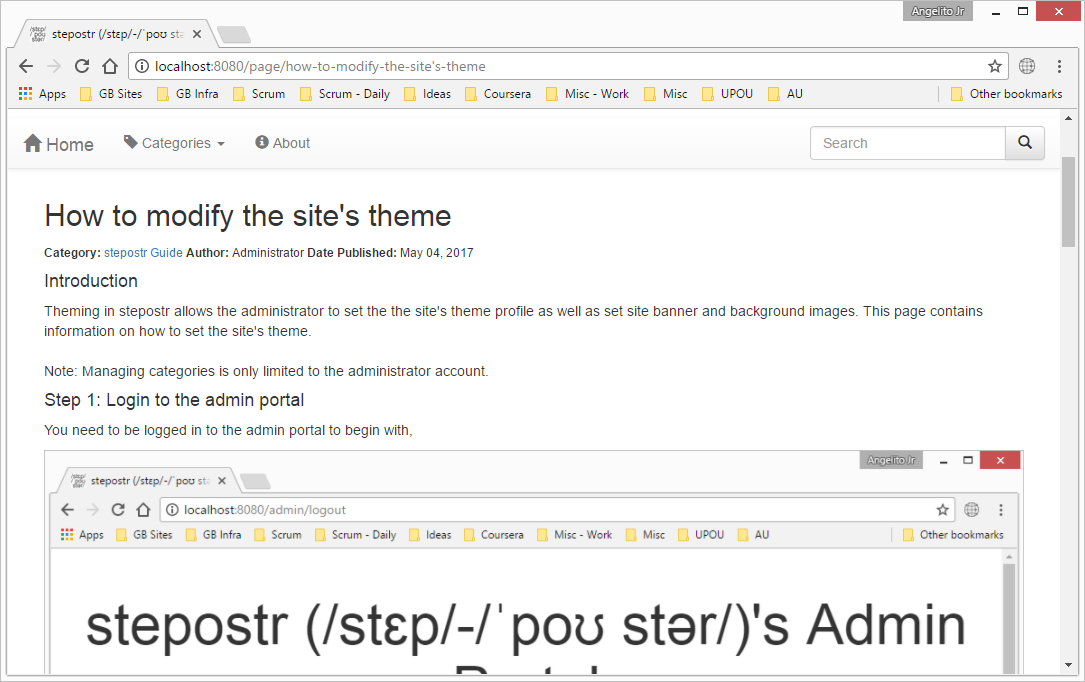 Angelito Jr
stepostr (/stɛp/-/ˈpoʊ stə
localhost:8080/page/how-to-modify-the-site's-theme
Apps GB Sites GB Infra Scrum Scrum - Daily Ideas Coursera Misc - Work Misc UPOU AU Other bookmarks
Home Categories About Search
How to modify the site's theme
Category: stepostr Guide Author: Administrator Date Published: May 04, 2017
Introduction
Theming in stepostr allows the administrator to set the the site's theme profile as well as set site banner and background images. This page contains
information on how to set the site's theme.
Note: Managing categories is only limited to the administrator account.
Step 1: Login to the admin portal
You need to be logged in to the admin portal to begin with,
Angelito Jr
stepostr (/stɛp/-/ˈpoʊ stə
localhost:8080/admin/logout
Apps GB Sites GB Infra Scrum Scrum - Daily Ideas Coursera Misc - Work Misc UPOU AU Other bookmarks
stepostr (/stɛp/-/ˈpoʊ stər/)'s Admin